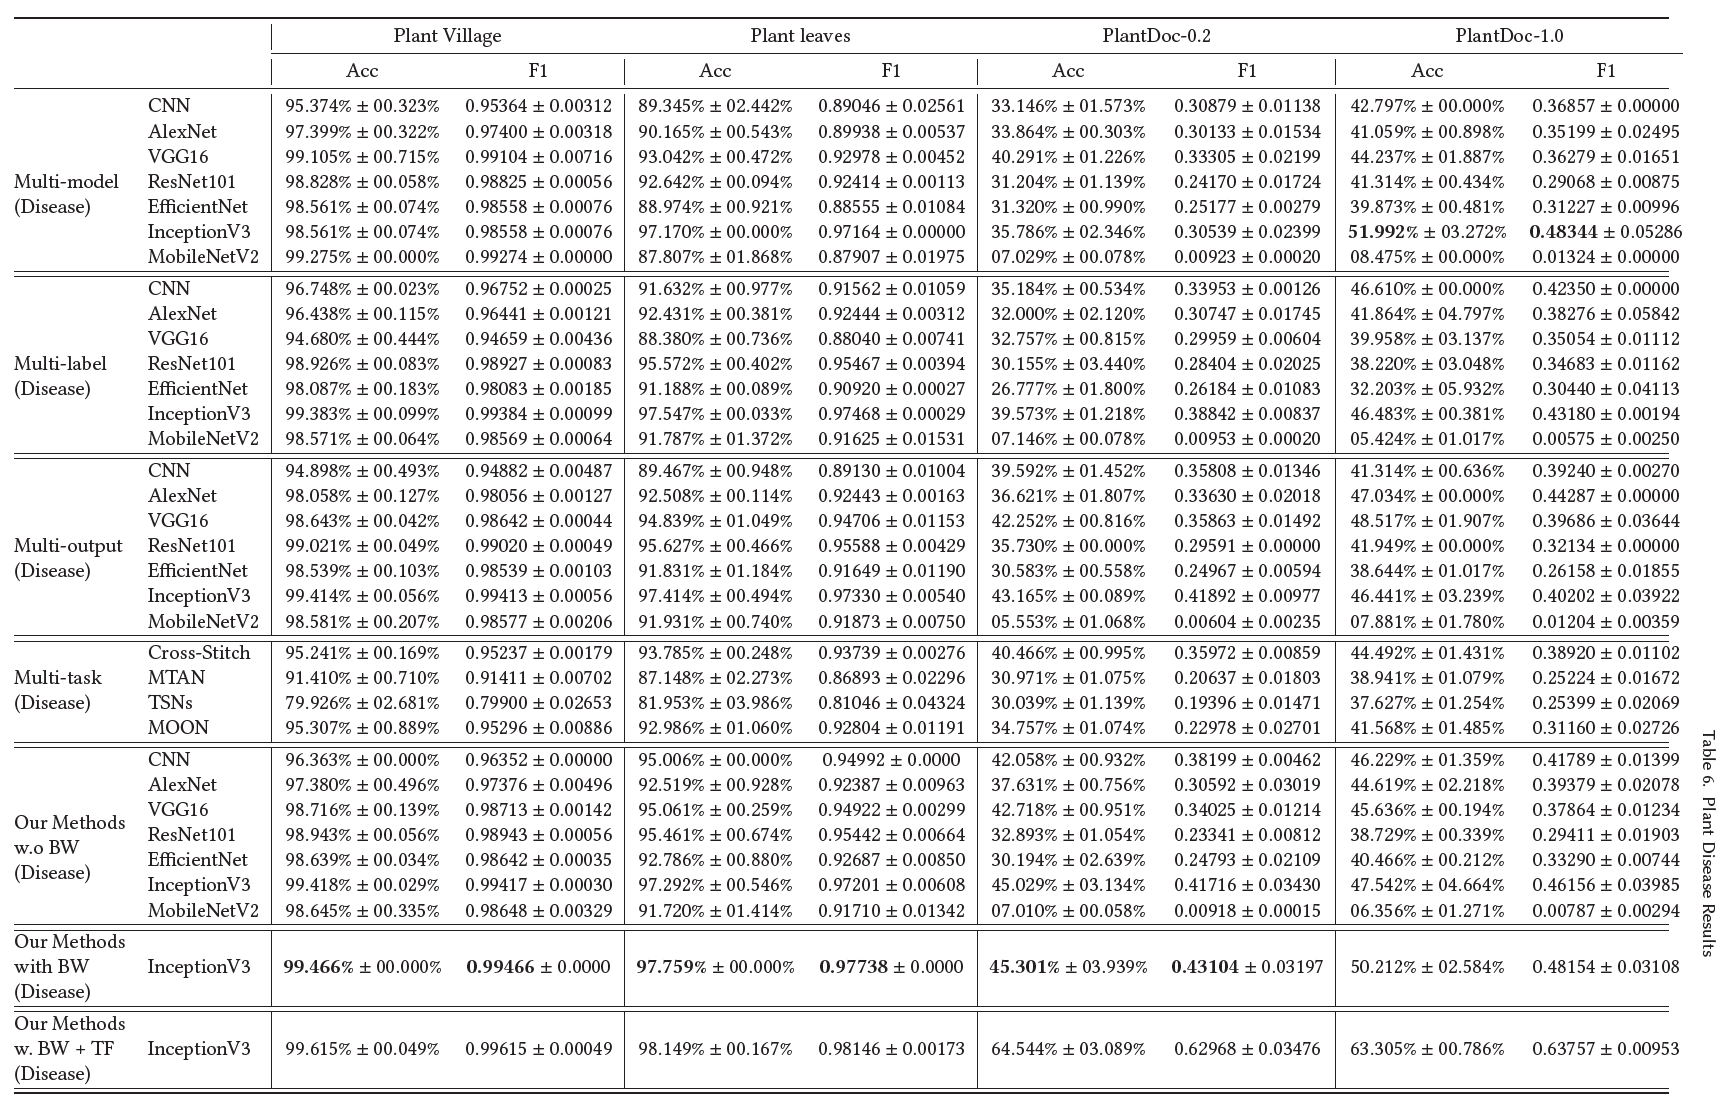 Plant Village Plant leaves PlantDoc-0.2 PlantDoc-1.0
Acc F1 Acc F1 Acc F1 Acc F1
CNN 95.374% ± 00.323% 0.95364 ± 0.00312 89.345% ± 02.442% 0.89046 ± 0.02561 33.146% ± 01.573% 0.30879 ± 0.01138 42.797% ± 00.000% 0.36857 ± 0.00000
AlexNet 97.399% ± 00.322% 0.97400 ± 0.00318 90.165% ± 00.543% 0.89938 ± 0.00537 33.864% ± 00.303% 0.30133 ± 0.01534 41.059% ± 00.898% 0.35199 ± 0.02495
VGG16 99.105% ± 00.715% 0.99104 ± 0.00716 93.042% ± 00.472% 0.92978 ± 0.00452 40.291% ± 01.226% 0.33305 ± 0.02199 44.237% ± 01.887% 0.36279 ± 0.01651
Multi-model ResNet101 98.828% ± 00.058% 0.98825 ± 0.00056 92.642% ± 00.094% 0.92414 ± 0.00113 31.204% ± 01.139% 0.24170 ± 0.01724 41.314% ± 00.434% 0.29068 ± 0.00875
(Disease) EfficientNet 98.561% ± 00.074% 0.98558 ± 0.00076 88.974% ± 00.921% 0.88555 ± 0.01084 31.320% ± 00.990% 0.25177 ± 0.00279 39.873% ± 00.481% 0.31227 ± 0.00996
InceptionV3 98.561% ± 00.074% 0.98558 ± 0.00076 97.170% ± 00.000% 0.97164 ± 0.00000 35.786% ± 02.346% 0.30539 ± 0.02399 51.992% ± 03.272% 0.48344 ± 0.05286
MobileNetV2 99.275% ± 00.000% 0.99274 ± 0.00000 87.807% ± 01.868% 0.87907 ± 0.01975 07.029% ± 00.078% 0.00923 ± 0.00020 08.475% ± 00.000% 0.01324 ± 0.00000
CNN 96.748% ± 00.023% 0.96752 ± 0.00025 91.632% ± 00.977% 0.91562 ± 0.01059 35.184% ± 00.534% 0.33953 ± 0.00126 46.610% ± 00.000% 0.42350 ± 0.00000
AlexNet 96.438% ± 00.115% 0.96441 ± 0.00121 92.431% ± 00.381% 0.92444 ± 0.00312 32.000% ± 02.120% 0.30747 ± 0.01745 41.864% ± 04.797% 0.38276 ± 0.05842
VGG16 94.680% ± 00.444% 0.94659 ± 0.00436 88.380% ± 00.736% 0.88040 ± 0.00741 32.757% ± 00.815% 0.29959 ± 0.00604 39.958% ± 03.137% 0.35054 ± 0.01112
Multi-label ResNet101 98.926% ± 00.083% 0.98927 ± 0.00083 95.572% ± 00.402% 0.95467 ± 0.00394 30.155% ± 03.440% 0.28404 ± 0.02025 38.220% ± 03.048% 0.34683 ± 0.01162
(Disease) EfficientNet 98.087% ± 00.183% 0.98083 ± 0.00185 91.188% ± 00.089% 0.90920 ± 0.00027 26.777% ± 01.800% 0.26184 ± 0.01083 32.203% ± 05.932% 0.30440 ± 0.04113
InceptionV3 99.383% ± 00.099% 0.99384 ± 0.00099 97.547% ± 00.033% 0.97468 ± 0.00029 39.573% ± 01.218% 0.38842 ± 0.00837 46.483% ± 00.381% 0.43180 ± 0.00194
MobileNetV2 98.571% ± 00.064% 0.98569 ± 0.00064 91.787% ± 01.372% 0.91625 ± 0.01531 07.146% ± 00.078% 0.00953 ± 0.00020 05.424% ± 01.017% 0.00575 ± 0.00250
CNN 94.898% ± 00.493% 0.94882 ± 0.00487 89.467% ± 00.948% 0.89130 ± 0.01004 39.592% ± 01.452% 0.35808 ± 0.01346 41.314% ± 00.636% 0.39240 ± 0.00270
AlexNet 98.058% ± 00.127% 0.98056 ± 0.00127 92.508% ± 00.114% 0.92443 ± 0.00163 36.621% ± 01.807% 0.33630 ± 0.02018 47.034% ± 00.000% 0.44287 ± 0.00000
VGG16 98.643% ± 00.042% 0.98642 ± 0.00044 94.839% ± 01.049% 0.94706 ± 0.01153 42.252% ± 00.816% 0.35863 ± 0.01492 48.517% ± 01.907% 0.39686 ± 0.03644
Multi-output ResNet101 99.021% ± 00.049% 0.99020 ± 0.00049 95.627% ± 00.466% 0.95588 ± 0.00429 35.730% ± 00.000% 0.29591 ± 0.00000 41.949% ± 00.000% 0.32134 ± 0.00000
(Disease) EfficientNet 98.539% ± 00.103% 0.98539 ± 0.00103 91.831% ± 01.184% 0.91649 ± 0.01190 30.583% ± 00.558% 0.24967 ± 0.00594 38.644% ± 01.017% 0.26158 ± 0.01855
InceptionV3 99.414% ± 00.056% 0.99413 ± 0.00056 97.414% ± 00.494% 0.97330 ± 0.00540 43.165% ± 00.089% 0.41892 ± 0.00977 46.441% ± 03.239% 0.40202 ± 0.03922
MobileNetV2 98.581% ± 00.207% 0.98577 ± 0.00206 91.931% ± 00.740% 0.91873 ± 0.00750 05.553% ± 01.068% 0.00604 ± 0.00235 07.881% ± 01.780% 0.01204 ± 0.00359
Cross-Stitch 95.241% ± 00.169% 0.95237 ± 0.00179 93.785% ± 00.248% 0.93739 ± 0.00276 40.466% ± 00.995% 0.35972 ± 0.00859 44.492% ± 01.431% 0.38920 ± 0.01102
Multi-task MTAN 91.410% ± 00.710% 0.91411 ± 0.00702 87.148% ± 02.273% 0.86893 ± 0.02296 30.971% ± 01.075% 0.20637 ± 0.01803 38.941% ± 01.079% 0.25224 ± 0.01672
(Disease) TSNs 79.926% ± 02.681% 0.79900 ± 0.02653 81.953% ± 03.986% 0.81046 ± 0.04324 30.039% ± 01.139% 0.19396 ± 0.01471 37.627% ± 01.254% 0.25399 ± 0.02069
MOON 95.307% ± 00.889% 0.95296 ± 0.00886 92.986% ± 01.060% 0.92804 ± 0.01191 34.757% ± 01.074% 0.22978 ± 0.02701 41.568% ± 01.485% 0.31160 ± 0.02726
CNN 96.363% ± 00.000% 0.96352 ± 0.00000 95.006% ± 00.000% 0.94992 ± 0.0000 42.058% ± 00.932% 0.38199 ± 0.00462 46.229% ± 01.359% 0.41789 ± 0.01399
AlexNet 97.380% ± 00.496% 0.97376 ± 0.00496 92.519% ± 00.928% 0.92387 ± 0.00963 37.631% ± 00.756% 0.30592 ± 0.03019 44.619% ± 02.218% 0.39379 ± 0.02078
VGG16 98.716% ± 00.139% 0.98713 ± 0.00142 95.061% ± 00.259% 0.94922 ± 0.00299 42.718% ± 00.951% 0.34025 ± 0.01214 45.636% ± 00.194% 0.37864 ± 0.01234
Our Methods ResNet101 98.943% ± 00.056% 0.98943 ± 0.00056 95.461% ± 00.674% 0.95442 ± 0.00664 32.893% ± 01.054% 0.23341 ± 0.00812 38.729% ± 00.339% 0.29411 ± 0.01903
w.o BW EfficientNet 98.639% ± 00.034% 0.98642 ± 0.00035 92.786% ± 00.880% 0.92687 ± 0.00850 30.194% ± 02.639% 0.24793 ± 0.02109 40.466% ± 00.212% 0.33290 ± 0.00744
(Disease) InceptionV3 99.418% ± 00.029% 0.99417 ± 0.00030 97.292% ± 00.546% 0.97201 ± 0.00608 45.029% ± 03.134% 0.41716 ± 0.03430 47.542% ± 04.664% 0.46156 ± 0.03985
MobileNetV2 98.645% ± 00.335% 0.98648 ± 0.00329 91.720% ± 01.414% 0.91710 ± 0.01342 07.010% ± 00.058% 0.00918 ± 0.00015 06.356% ± 01.271% 0.00787 ± 0.00294
Our Methods
with BW InceptionV3 99.466% ± 00.000% 0.99466 ± 0.0000 97.759% ± 00.000% 0.97738 ± 0.0000 45.301% ± 03.939% 0.43104 ± 0.03197 50.212% ± 02.584% 0.48154 ± 0.03108
(Disease)
Our Methods
w. BW + TF InceptionV3 99.615% ± 00.049% 0.99615 ± 0.00049 98.149% ± 00.167% 0.98146 ± 0.00173 64.544% ± 03.089% 0.62968 ± 0.03476 63.305% ± 00.786% 0.63757 ± 0.00953
(Disease)
Table 6. Plant Disease Results